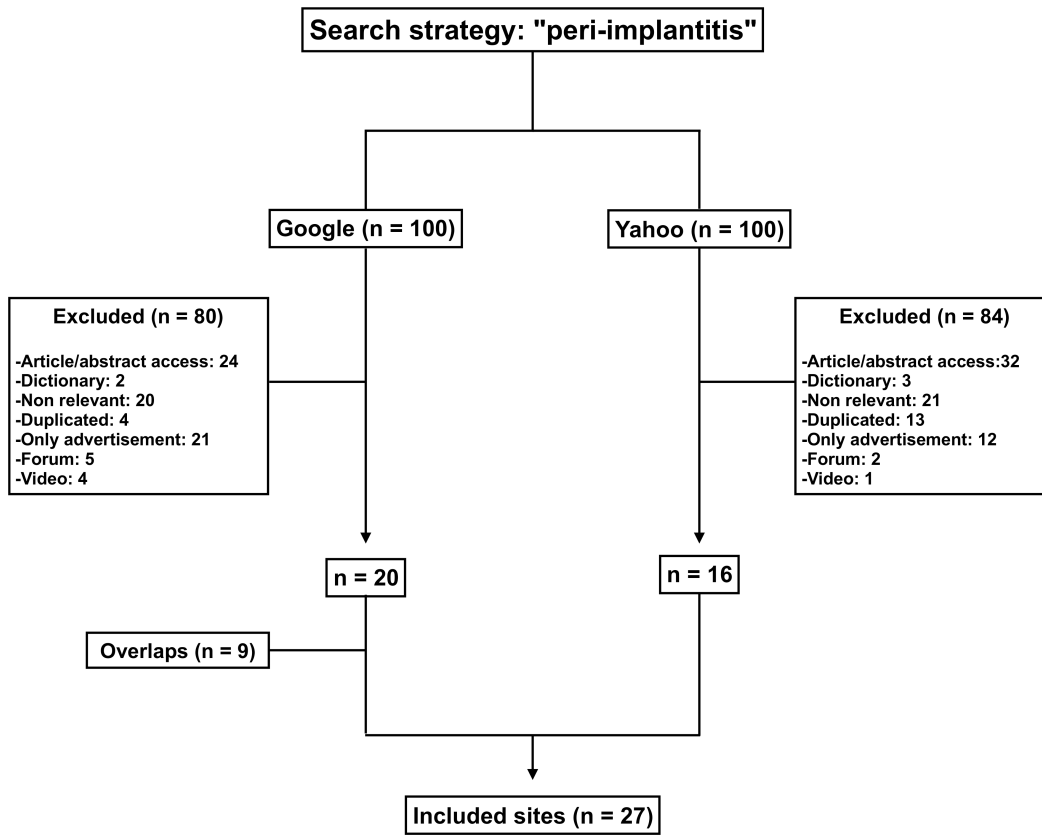 Search strategy: "peri-implantitis"
Google (n = 100)
Yahoo (n = 100)
Excluded (n = 80)
-Article/abstract access: 24
-Dictionary: 2
-Non relevant: 20
-Duplicated: 4
-Only advertisement: 21
-Forum: 5
-Video: 4
Excluded (n = 84)
-Article/abstract access:32
-Dictionary: 3
-Non relevant: 21
-Duplicated: 13
-Only advertisement: 12
-Forum: 2
-Video: 1
n = 20
n = 16
Overlaps (n = 9)
Included sites (n = 27)